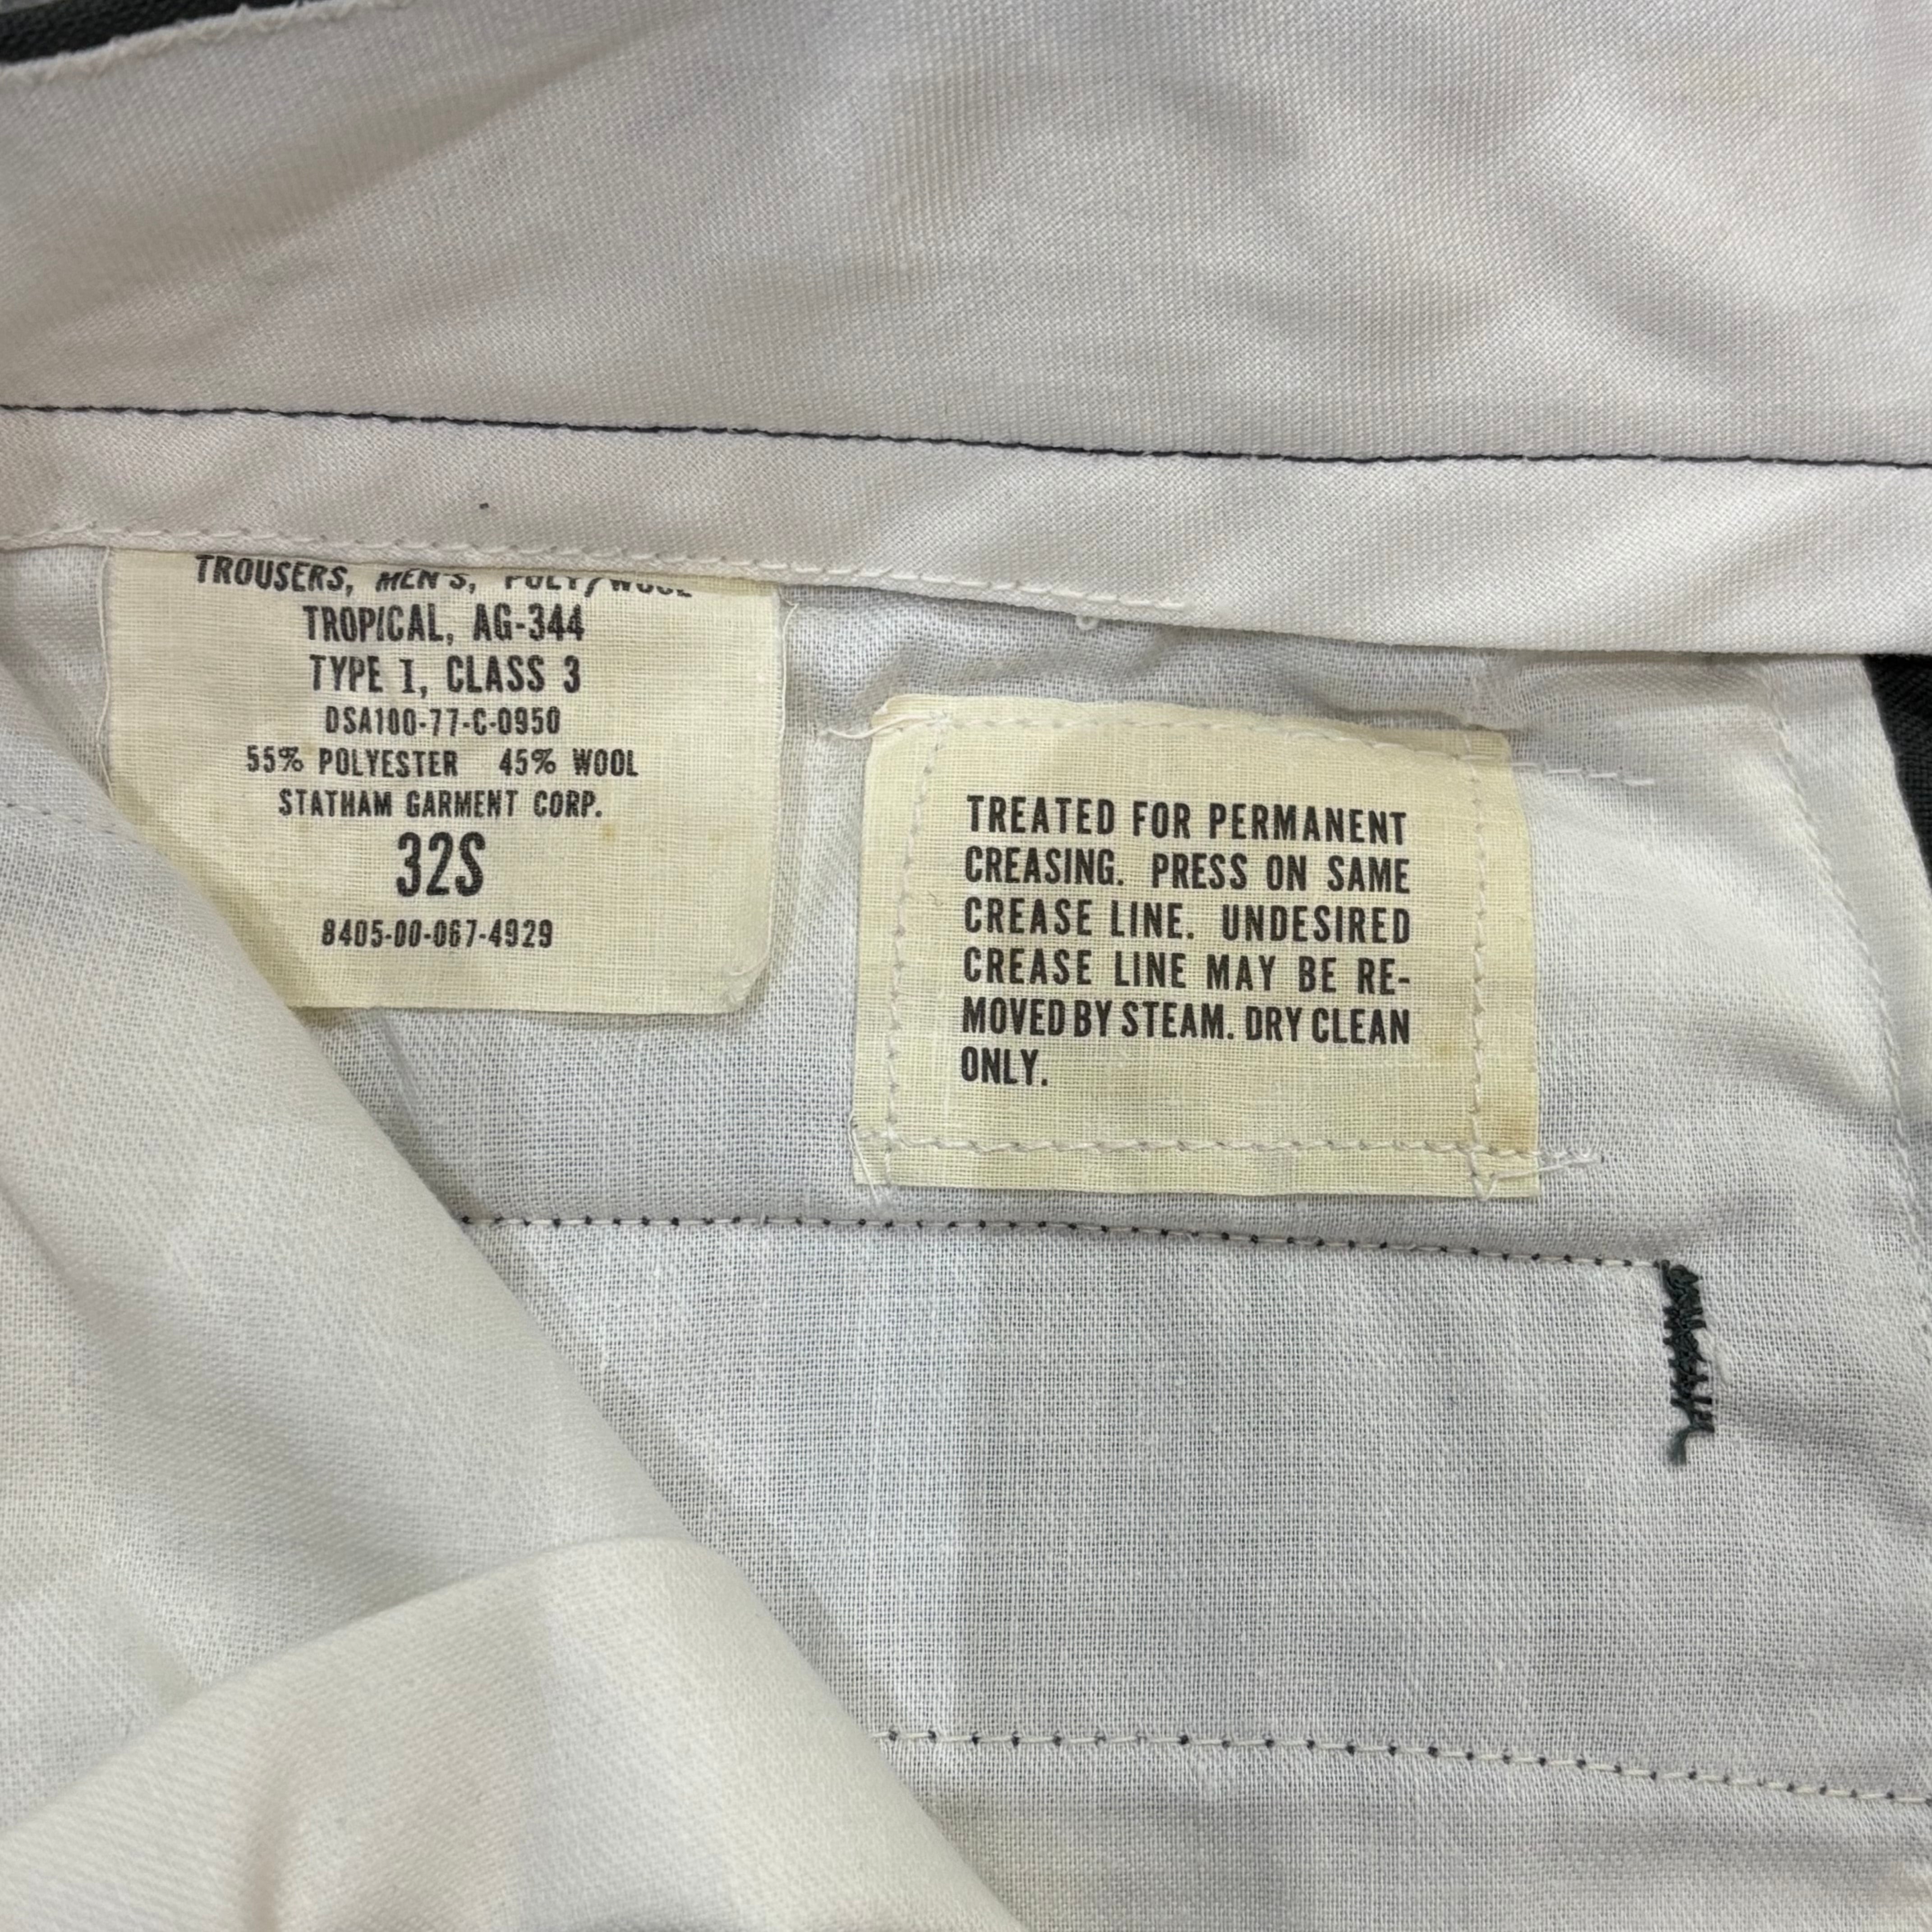 TROUSERS, MEN'S, POLY/WOOL
TROPICAL, AG-344
TYPE I, CLASS 3
DSA100-77-C-0950
55% POLYESTER 45% WOOL
STATHAM GARMENT CORP.
32S
8405-00-067-4929
TREATED FOR PERMANENT
CREASING. PRESS ON SAME
CREASE LINE. UNDESIRED
CREASE LINE MAY BE RE-
MOVED BY STEAM. DRY CLEAN
ONLY.